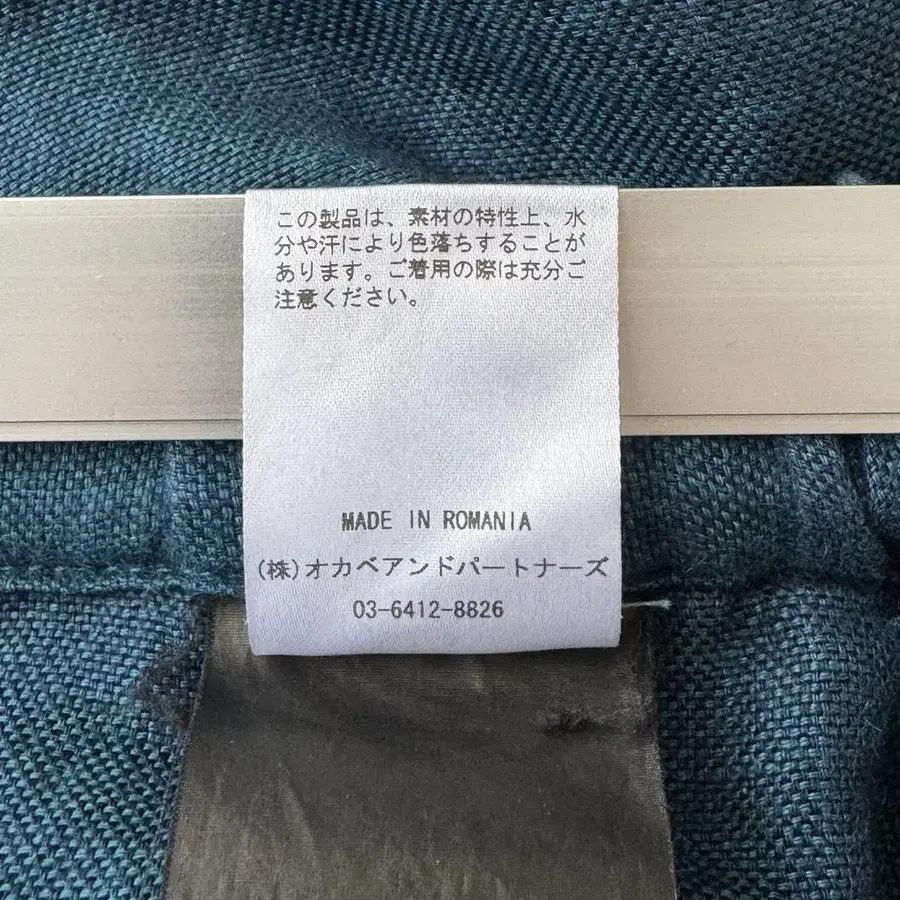 この製品は、素材の特性上、水
分や汗により色落ちすることが
あります。ご着用の際は充分ご
注意ください。
MADE IN ROMANIA
(株)オカベアンドパートナーズ
03-6412-8826